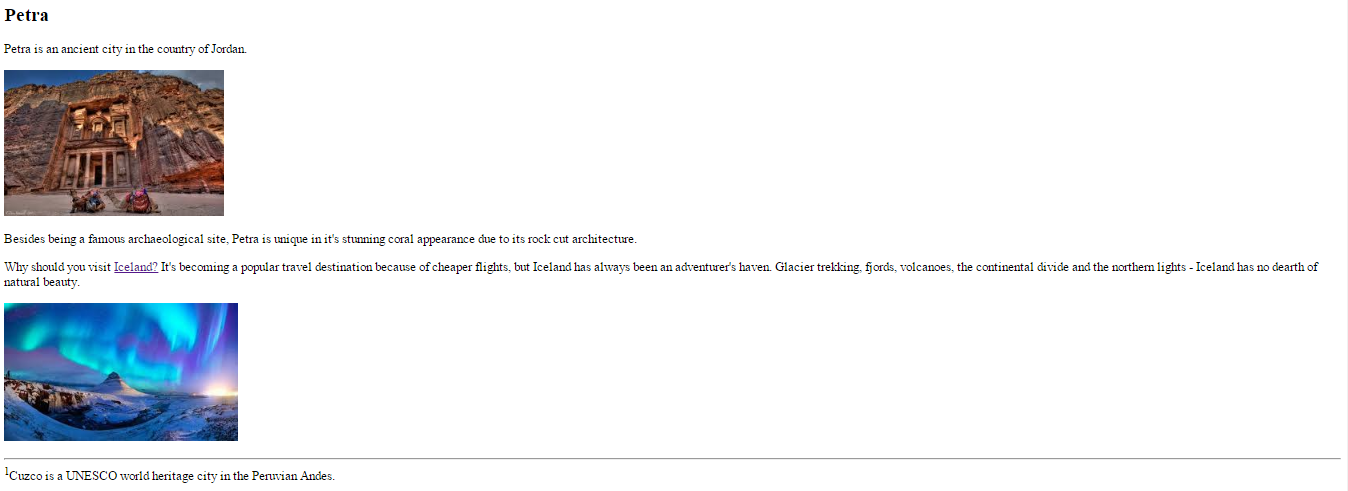 Petra
Petra is an ancient city in the country of Jordan.
Besides being a famous archaeological site, Petra is unique in it's stunning coral appearance due to its rock cut architecture.
Why should you visit Iceland? It's becoming a popular travel destination because of cheaper flights, but Iceland has always been an adventurer's haven. Glacier trekking, fjords, volcanoes, the continental divide and the northern lights - Iceland has no dearth of
natural beauty.
1Cuzco is a UNESCO world heritage city in the Peruvian Andes.